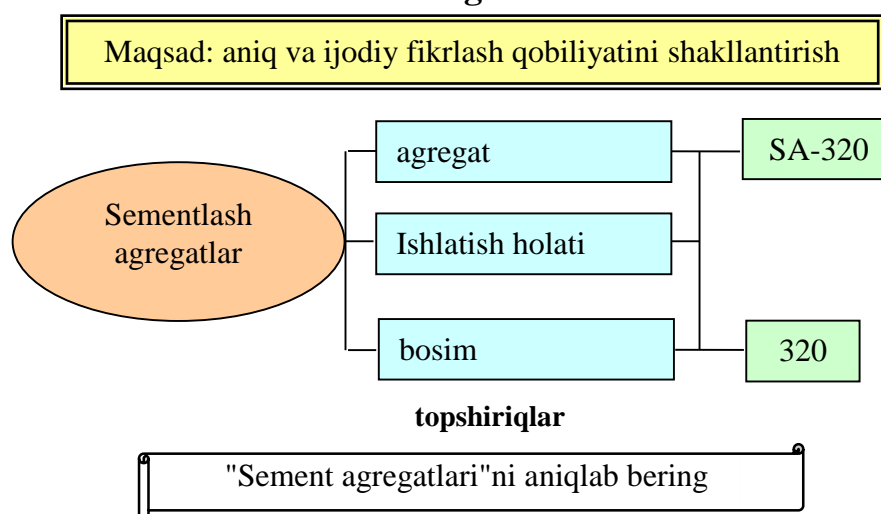 Maqsad: aniq va ijodiy fikrlash qobiliyatini shakllantirish
agregat
SA-320
Sementlash
agregatlar
Ishlatish holati
bosim
320
topshiriqlar
"Sement agregatlari"ni aniqlab bering